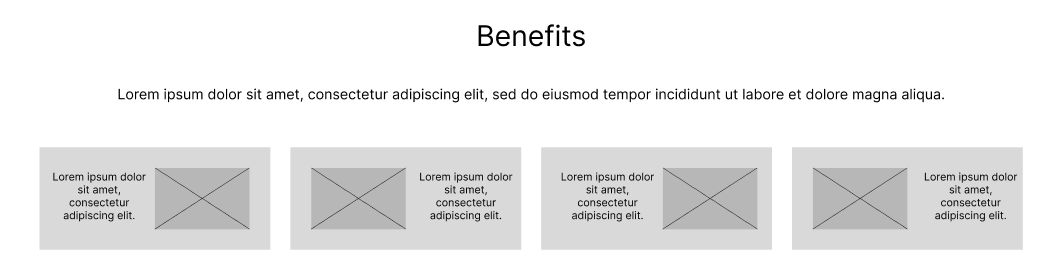 Benefits
Lorem ipsum dolor sit amet, consectetur adipiscing elit, sed do eiusmod tempor incididunt ut labore et dolore magna aliqua.
Lorem ipsum dolor
sit amet,
consectetur
adipiscing elit.
Lorem ipsum dolor
sit amet,
consectetur
adipiscing elit.
Lorem ipsum dolor
sit amet,
consectetur
adipiscing elit.
Lorem ipsum dolor
sit amet,
consectetur
adipiscing elit.